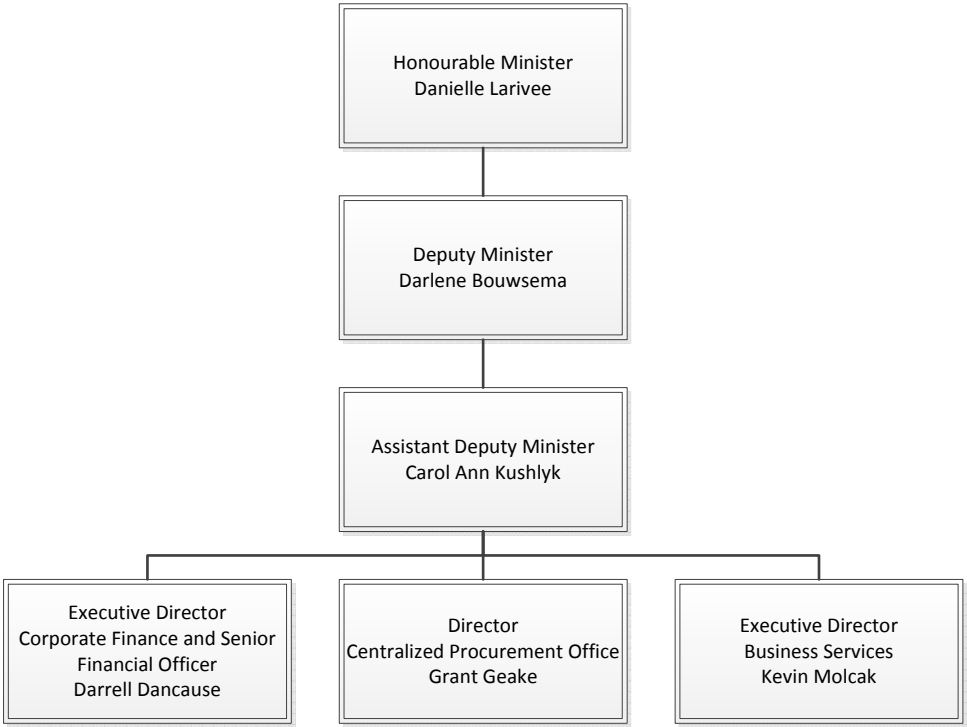 Honourable Minister
Danielle Larivee
Deputy Minister
Darlene Bouwsema
Assistant Deputy Minister
Carol Ann Kushlyk
Executive Director
Corporate Finance and Senior
Financial Officer
Darrell Dancause
Director
Centralized Procurement Office
Grant Geake
Executive Director
Business Services
Kevin Molcak